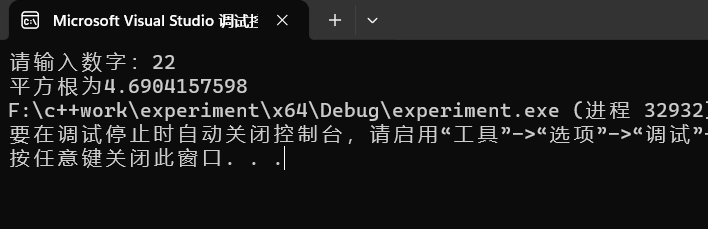 Microsoft Visual Studio 调试
请输入数字：22
平方根为4.6904157598
F:\c++work\experiment\x64\Debug\experiment.exe (进程 32932)
要在调试停止时自动关闭控制台，请启用“工具”->“选项”->“调试”-
按任意键关闭此窗口. . .